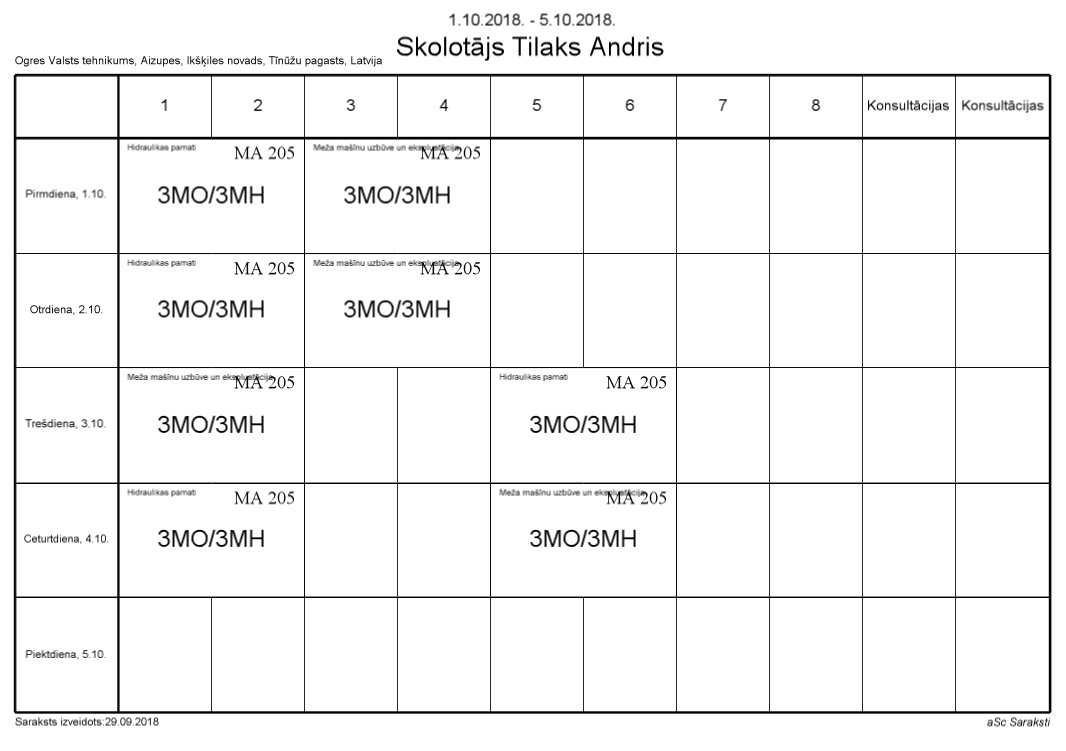 1.10.2018. - 5.10.2018.
Skolotājs Tilaks Andris
Ogres Valsts tehnikums, Aizupes, Ikšķiles novads, Tīnūžu pagasts, Latvija
1 2 3 4 5 6 7 8 Konsultācijas Konsultācijas
Hidraulikas pamati MA 205 Meža mašīnu uzbūve un ekspluatācija MA 205
Pirmdiena, 1.10. 3MO/3MH 3MO/3MH
Hidraulikas pamati MA 205 Meža mašīnu uzbūve un ekspluatācija MA 205
Otrdiena, 2.10. 3MO/3MH 3MO/3MH
Meža mašīnu uzbūve un ekspluatācija MA 205 Hidraulikas pamati MA 205
Trešdiena, 3.10. 3MO/3MH 3MO/3MH
Hidraulikas pamati MA 205 Meža mašīnu uzbūve un ekspluatācija MA 205
Ceturtdiena, 4.10. 3MO/3MH 3MO/3MH
Piektdiena, 5.10.
Saraksts izveidots:29.09.2018 aSc Saraksti